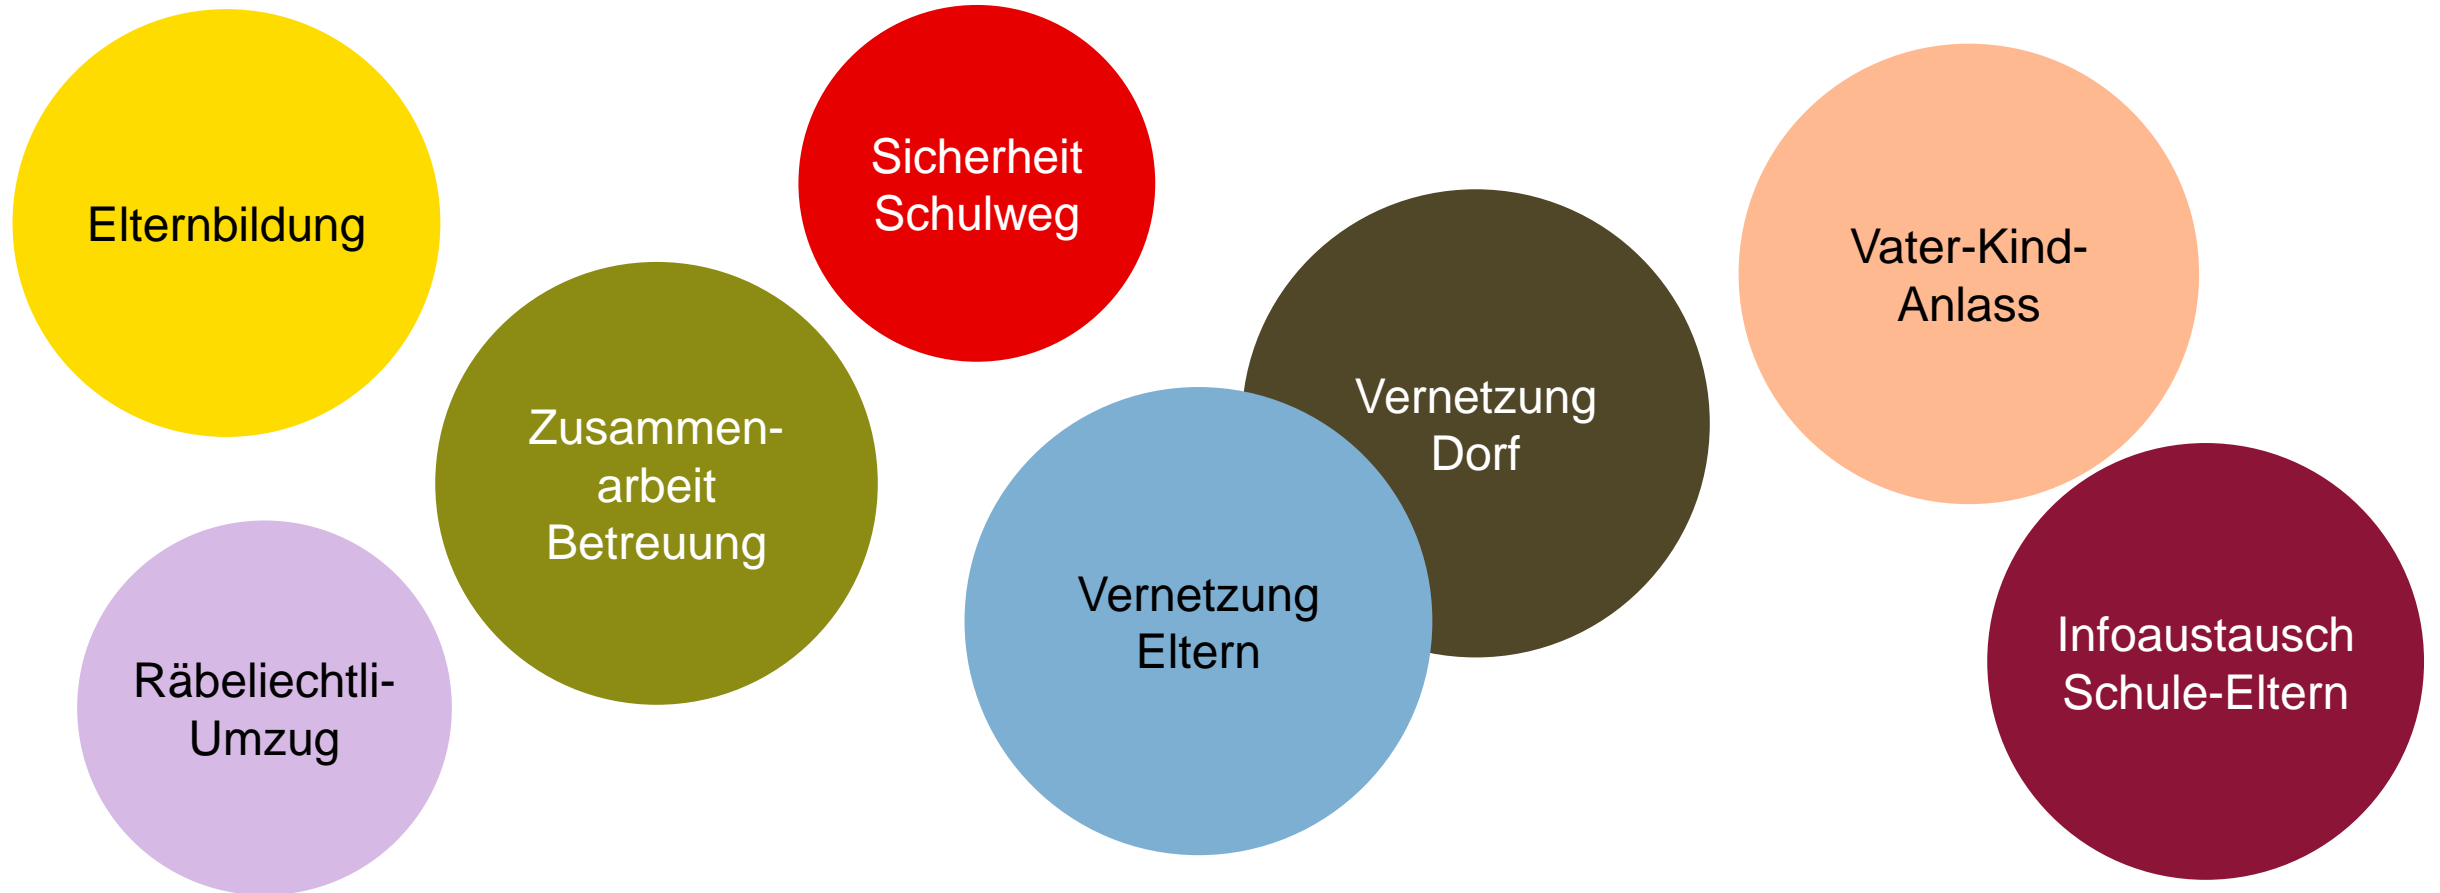 Elternbildung
Räbeliechtli-
Umzug
Zusammen-
arbeit
Betreuung
Sicherheit
Schulweg
Vernetzung
Eltern
Vernetzung
Dorf
Vater-Kind-
Anlass
Infoaustausch
Schule-Eltern